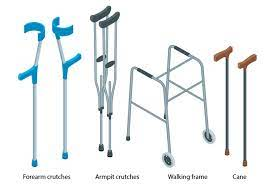 Forearm crutches
Armpit crutches
Walking frame
Cane